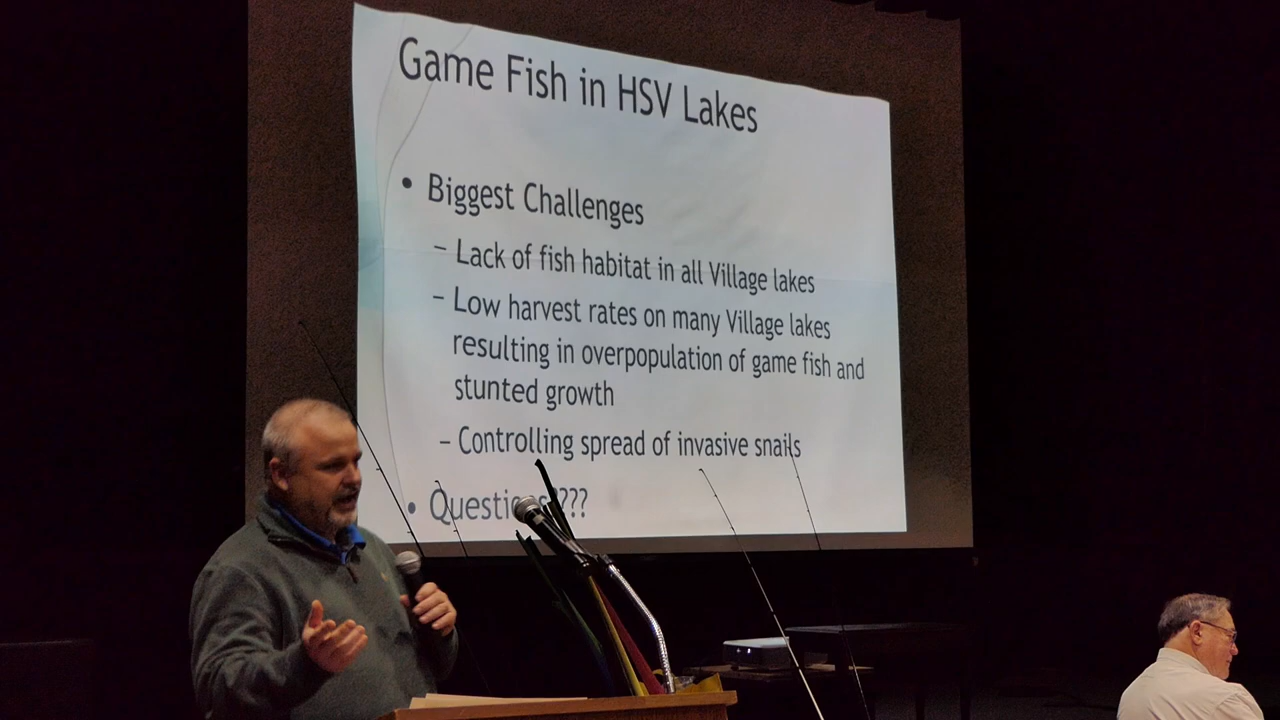 Game Fish in HSV Lakes
• Biggest Challenges
– Lack of fish habitat in all Village lakes
– Low harvest rates on many Village lakes
resulting in overpopulation of game fish and
stunted growth
– Controlling spread of invasive snails
• Questions????